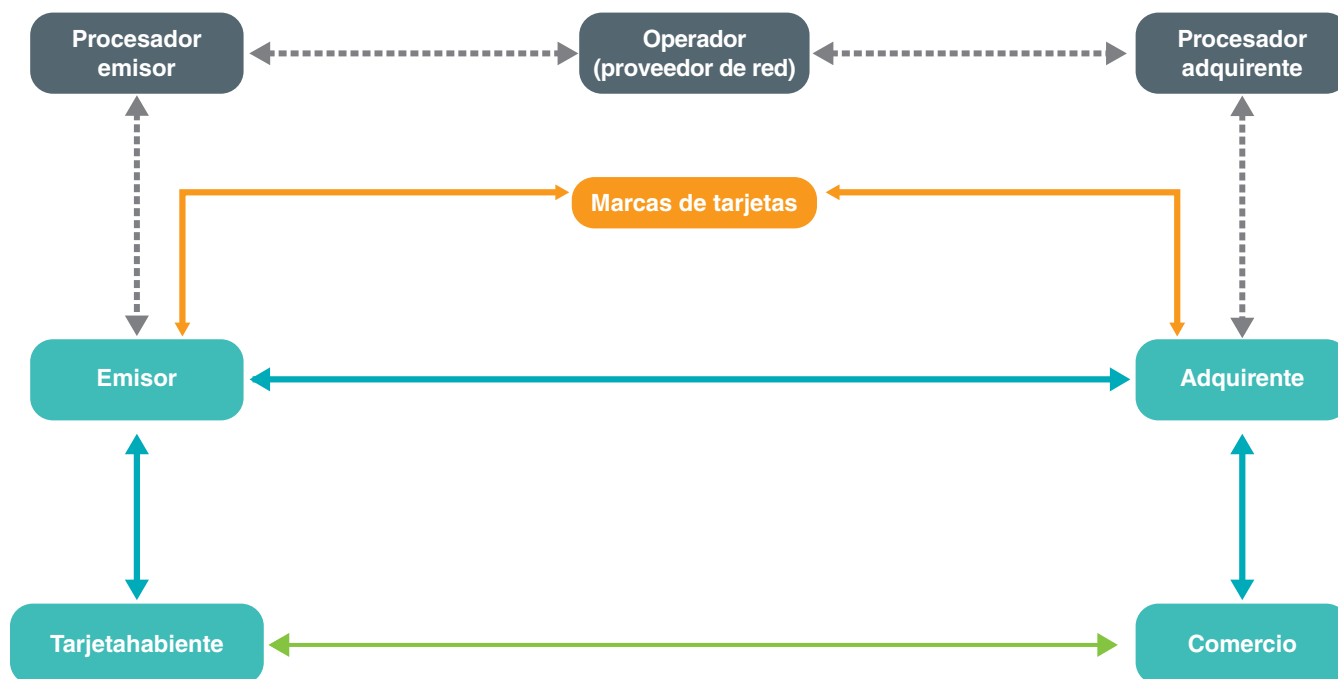 Procesador
emisor
Operador
(proveedor de red)
Procesador
adquirente
Marcas de tarjetas
Emisor
Adquirente
Tarjetahabiente
Comercio